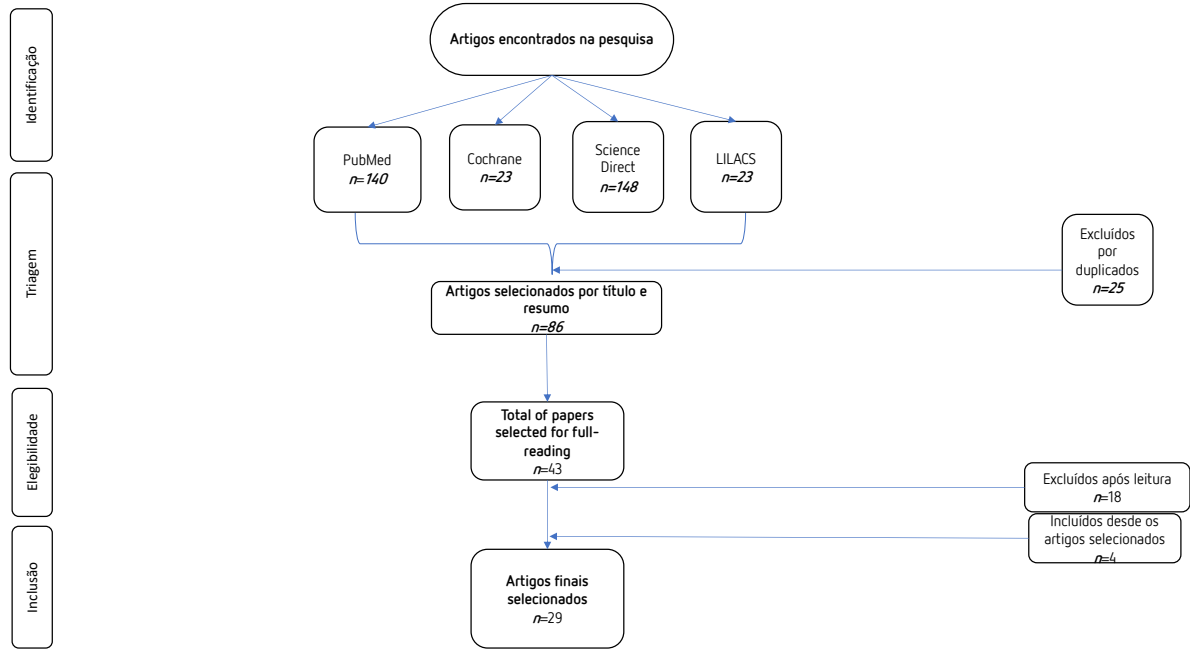 Identificação
Artigos encontrados na pesquisa
PubMed
n=140
Cochrane
n=23
Science
Direct
n=148
LILACS
n=23
Triagem
Excluídos
por
duplicados
n=25
Artigos selecionados por título e
resumo
n=86
Elegibilidade
Total of papers
selected for full-
reading
n=43
Excluídos após leitura
n=18
Incluídos desde os
artigos selecionados
n=4
Inclusão
Artigos finais
selecionados
n=29